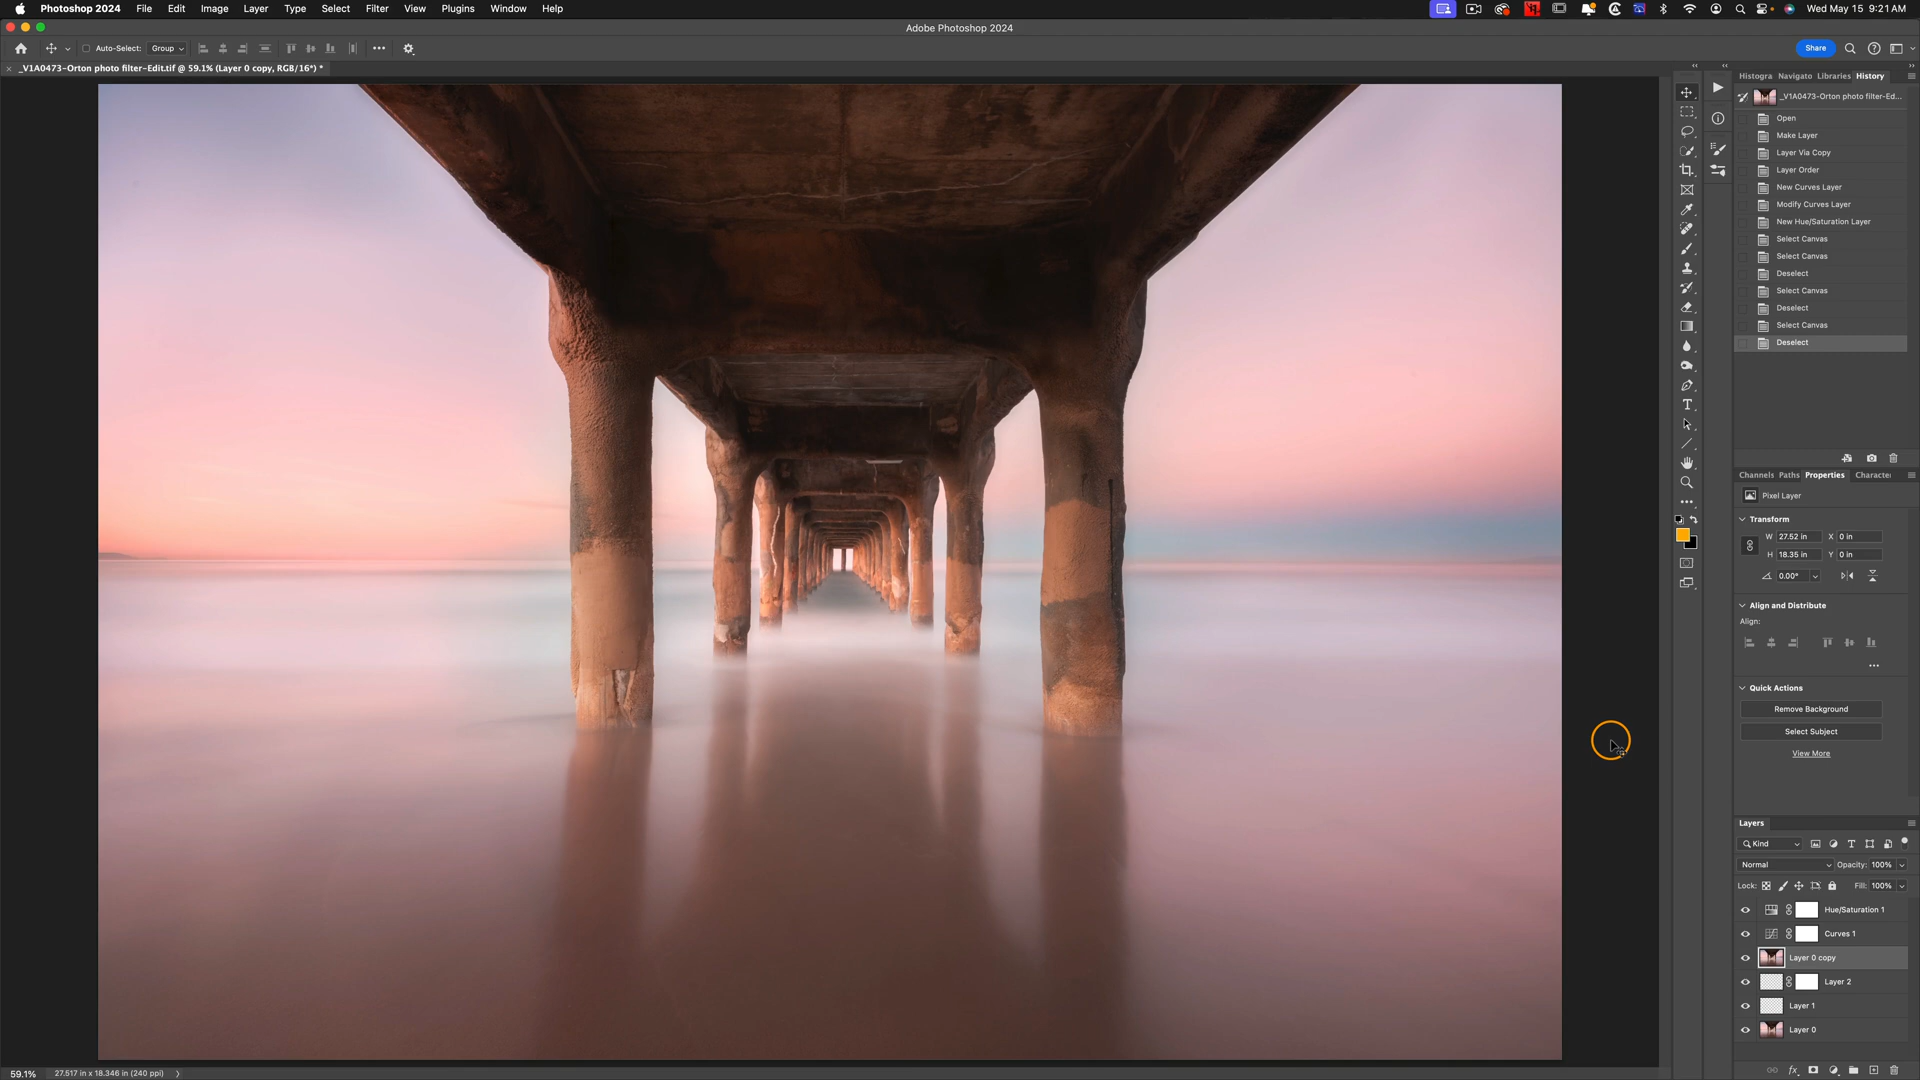 Photoshop 2024 File Edit Image Layer Type Select Filter View Plugins Window Help Wed May 15 9:21 AM
Adobe Photoshop 2024
Auto-Select: Group Share
_V1A0473-Orton photo filter-Edit.tif @ 59.1% (Layer 0 copy, RGB/16*) *
Histogra Navigato Libraries History
_V1A0473-Orton photo filter-Ed...
Open
Make Layer
Layer Via Copy
Layer Order
New Curves Layer
Modify Curves Layer
New Hue/Saturation Layer
Select Canvas
Select Canvas
Deselect
Select Canvas
Deselect
Select Canvas
Deselect
Channels Paths Properties Characte
Pixel Layer
Transform
W 27.52 in X 0 in
H 18.35 in Y 0 in
0.00°
Align and Distribute
Align:
Quick Actions
Remove Background
Select Subject
View More
Layers
Kind
Normal Opacity: 100%
Lock: Fill: 100%
Hue/Saturation 1
Curves 1
Layer 0 copy
Layer 2
Layer 1
Layer 0
59.1% 27.517 in x 18.346 in (240 ppi)